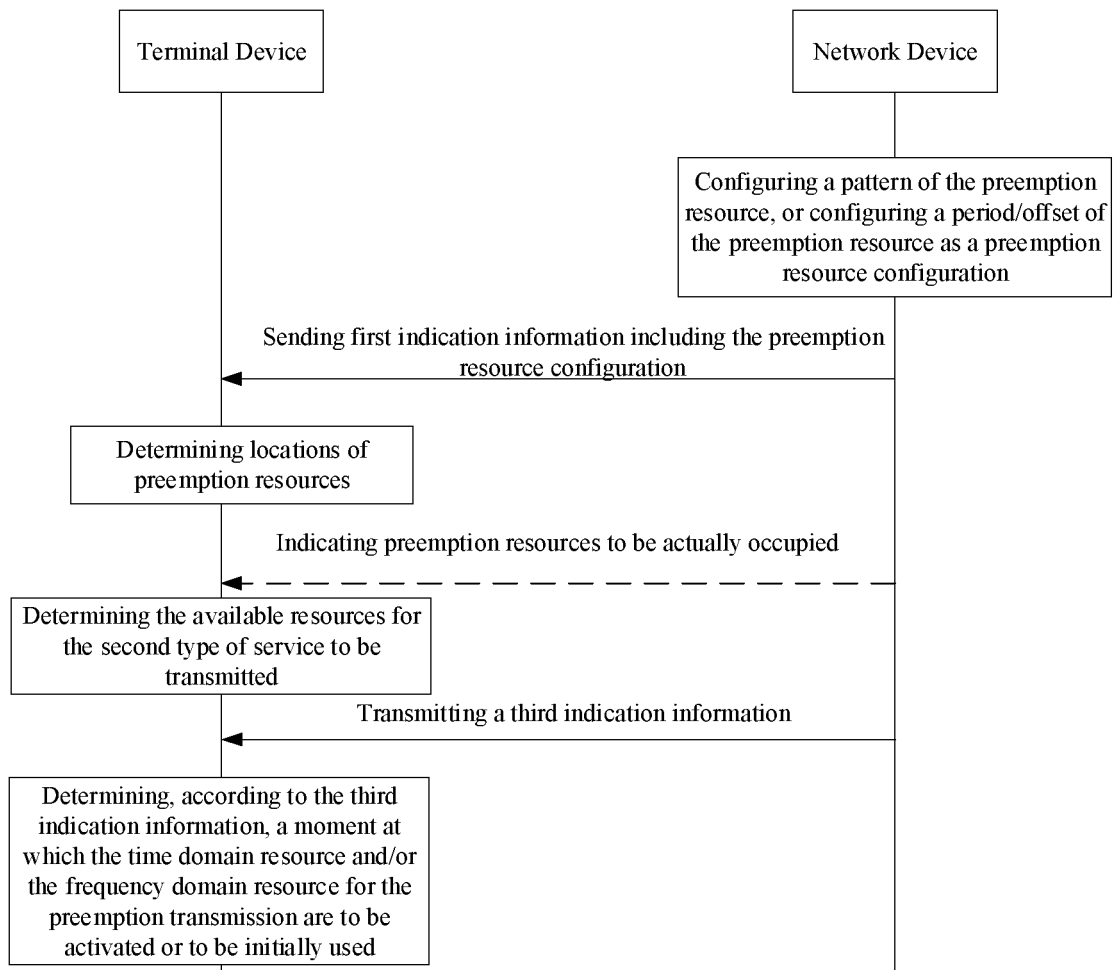 Terminal Device
Network Device
Configuring a pattern of the preemption
resource, or configuring a period/offset of
the preemption resource as a preemption
resource configuration
Sending first indication information including the preemption
resource configuration
Determining locations of
preemption resources
Indicating preemption resources to be actually occupied
Determining the available resources for
the second type of service to be
transmitted
Transmitting a third indication information
Determining, according to the third
indication information, a moment at
which the time domain resource and/or
the frequency domain resource for the
preemption transmission are to be
activated or to be initially used